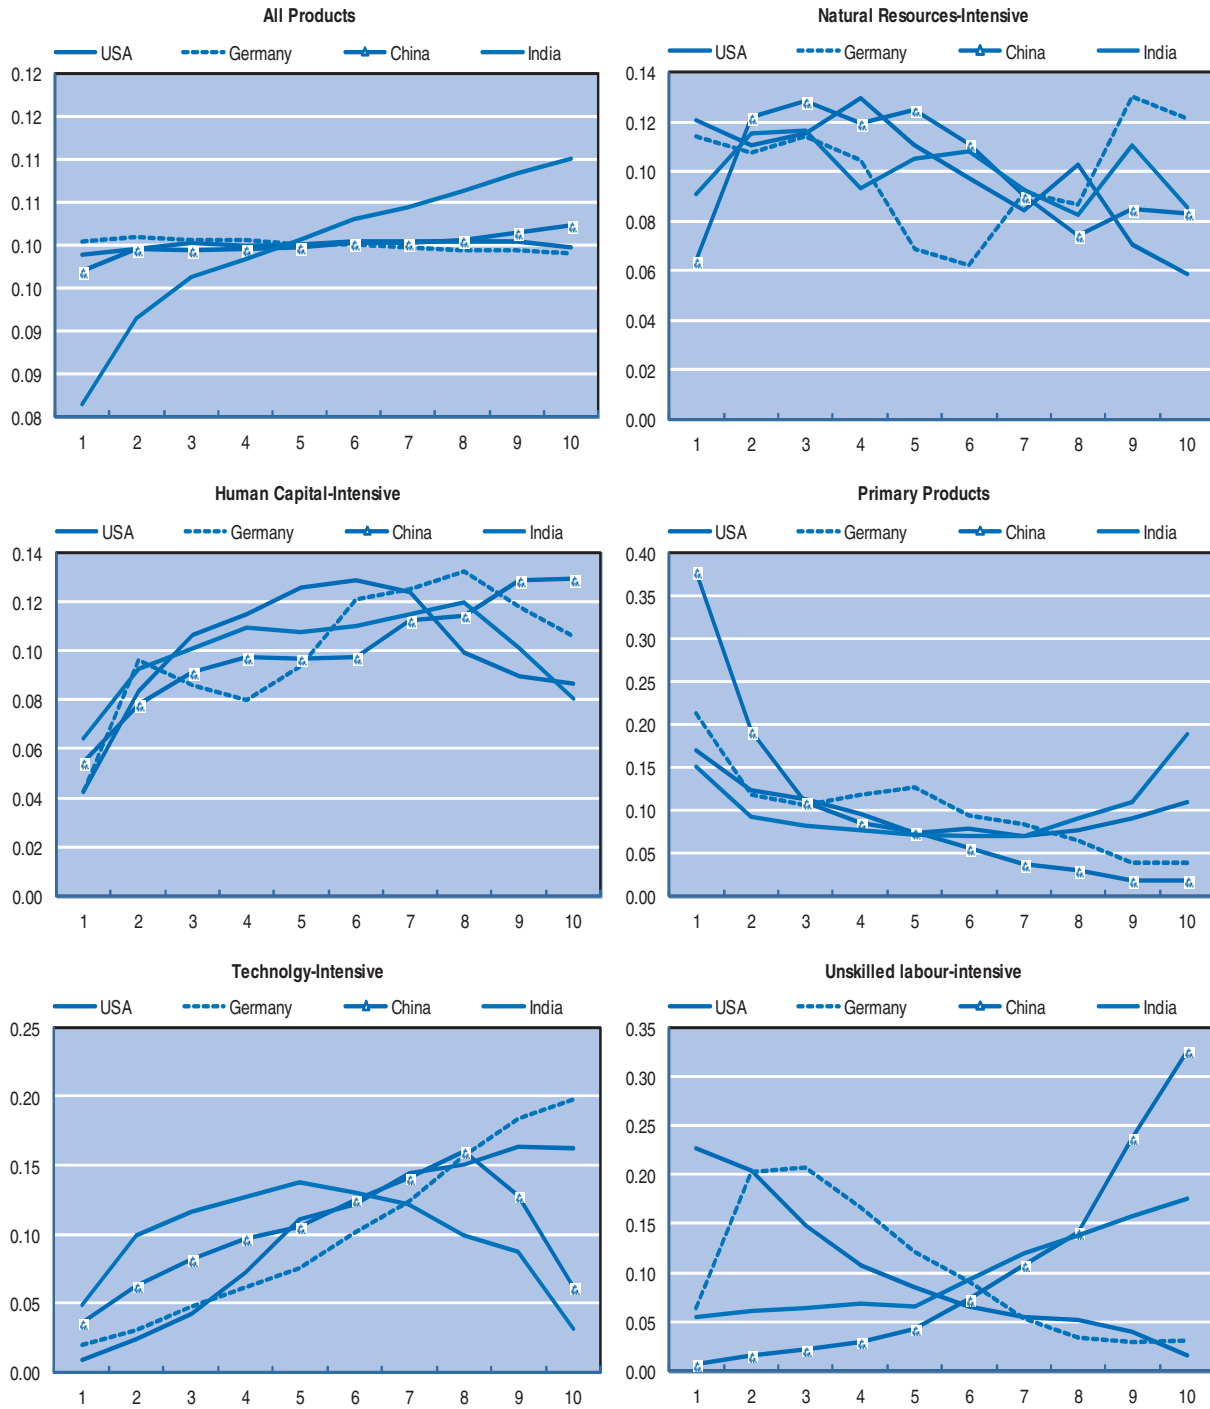 All Products
USA Germany China India
0.12
0.12
0.11
0.11
0.10
0.10
0.09
0.09
0.08
1 2 3 4 5 6 7 8 9 10
Natural Resources-Intensive
USA Germany China India
0.14
0.12
0.10
0.08
0.06
0.04
0.02
0.00
1 2 3 4 5 6 7 8 9 10
Human Capital-Intensive
USA Germany China India
0.14
0.12
0.10
0.08
0.06
0.04
0.02
0.00
1 2 3 4 5 6 7 8 9 10
Primary Products
USA Germany China India
0.40
0.35
0.30
0.25
0.20
0.15
0.10
0.05
0.00
1 2 3 4 5 6 7 8 9 10
Technolgy-Intensive
USA Germany China India
0.25
0.20
0.15
0.10
0.05
0.00
1 2 3 4 5 6 7 8 9 10
Unskilled labour-intensive
USA Germany China India
0.35
0.30
0.25
0.20
0.15
0.10
0.05
0.00
1 2 3 4 5 6 7 8 9 10